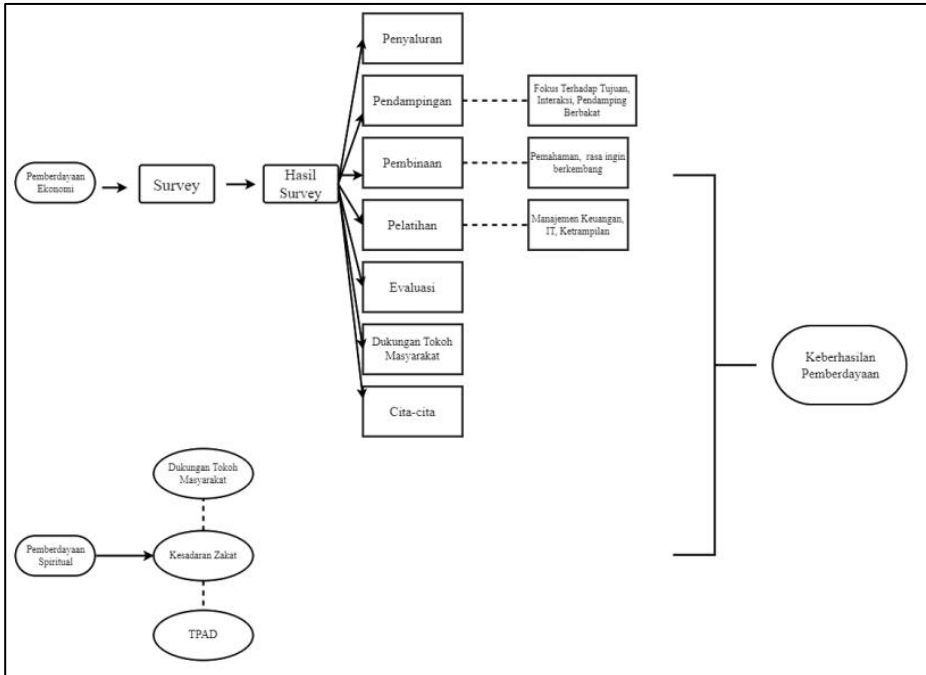 Penyaluran
Pendampingan
Fokus Terhadap Tujuan,
Interaksi, Pendamping
Berbakat
Pemberdayaan
Ekonomi
Survey
Hasil
Survey
Pembinaan
Pemahaman, rasa ingin
berkembang
Pelatihan
Manajemen Keuangan,
IT, Ketrampilan
Evaluasi
Dukungan Tokoh
Masyarakat
Cita-cita
Keberhasilan
Pemberdayaan
Dukungan Tokoh
Masyarakat
Pemberdayaan
Spiritual
Kesadaran Zakat
TPAD